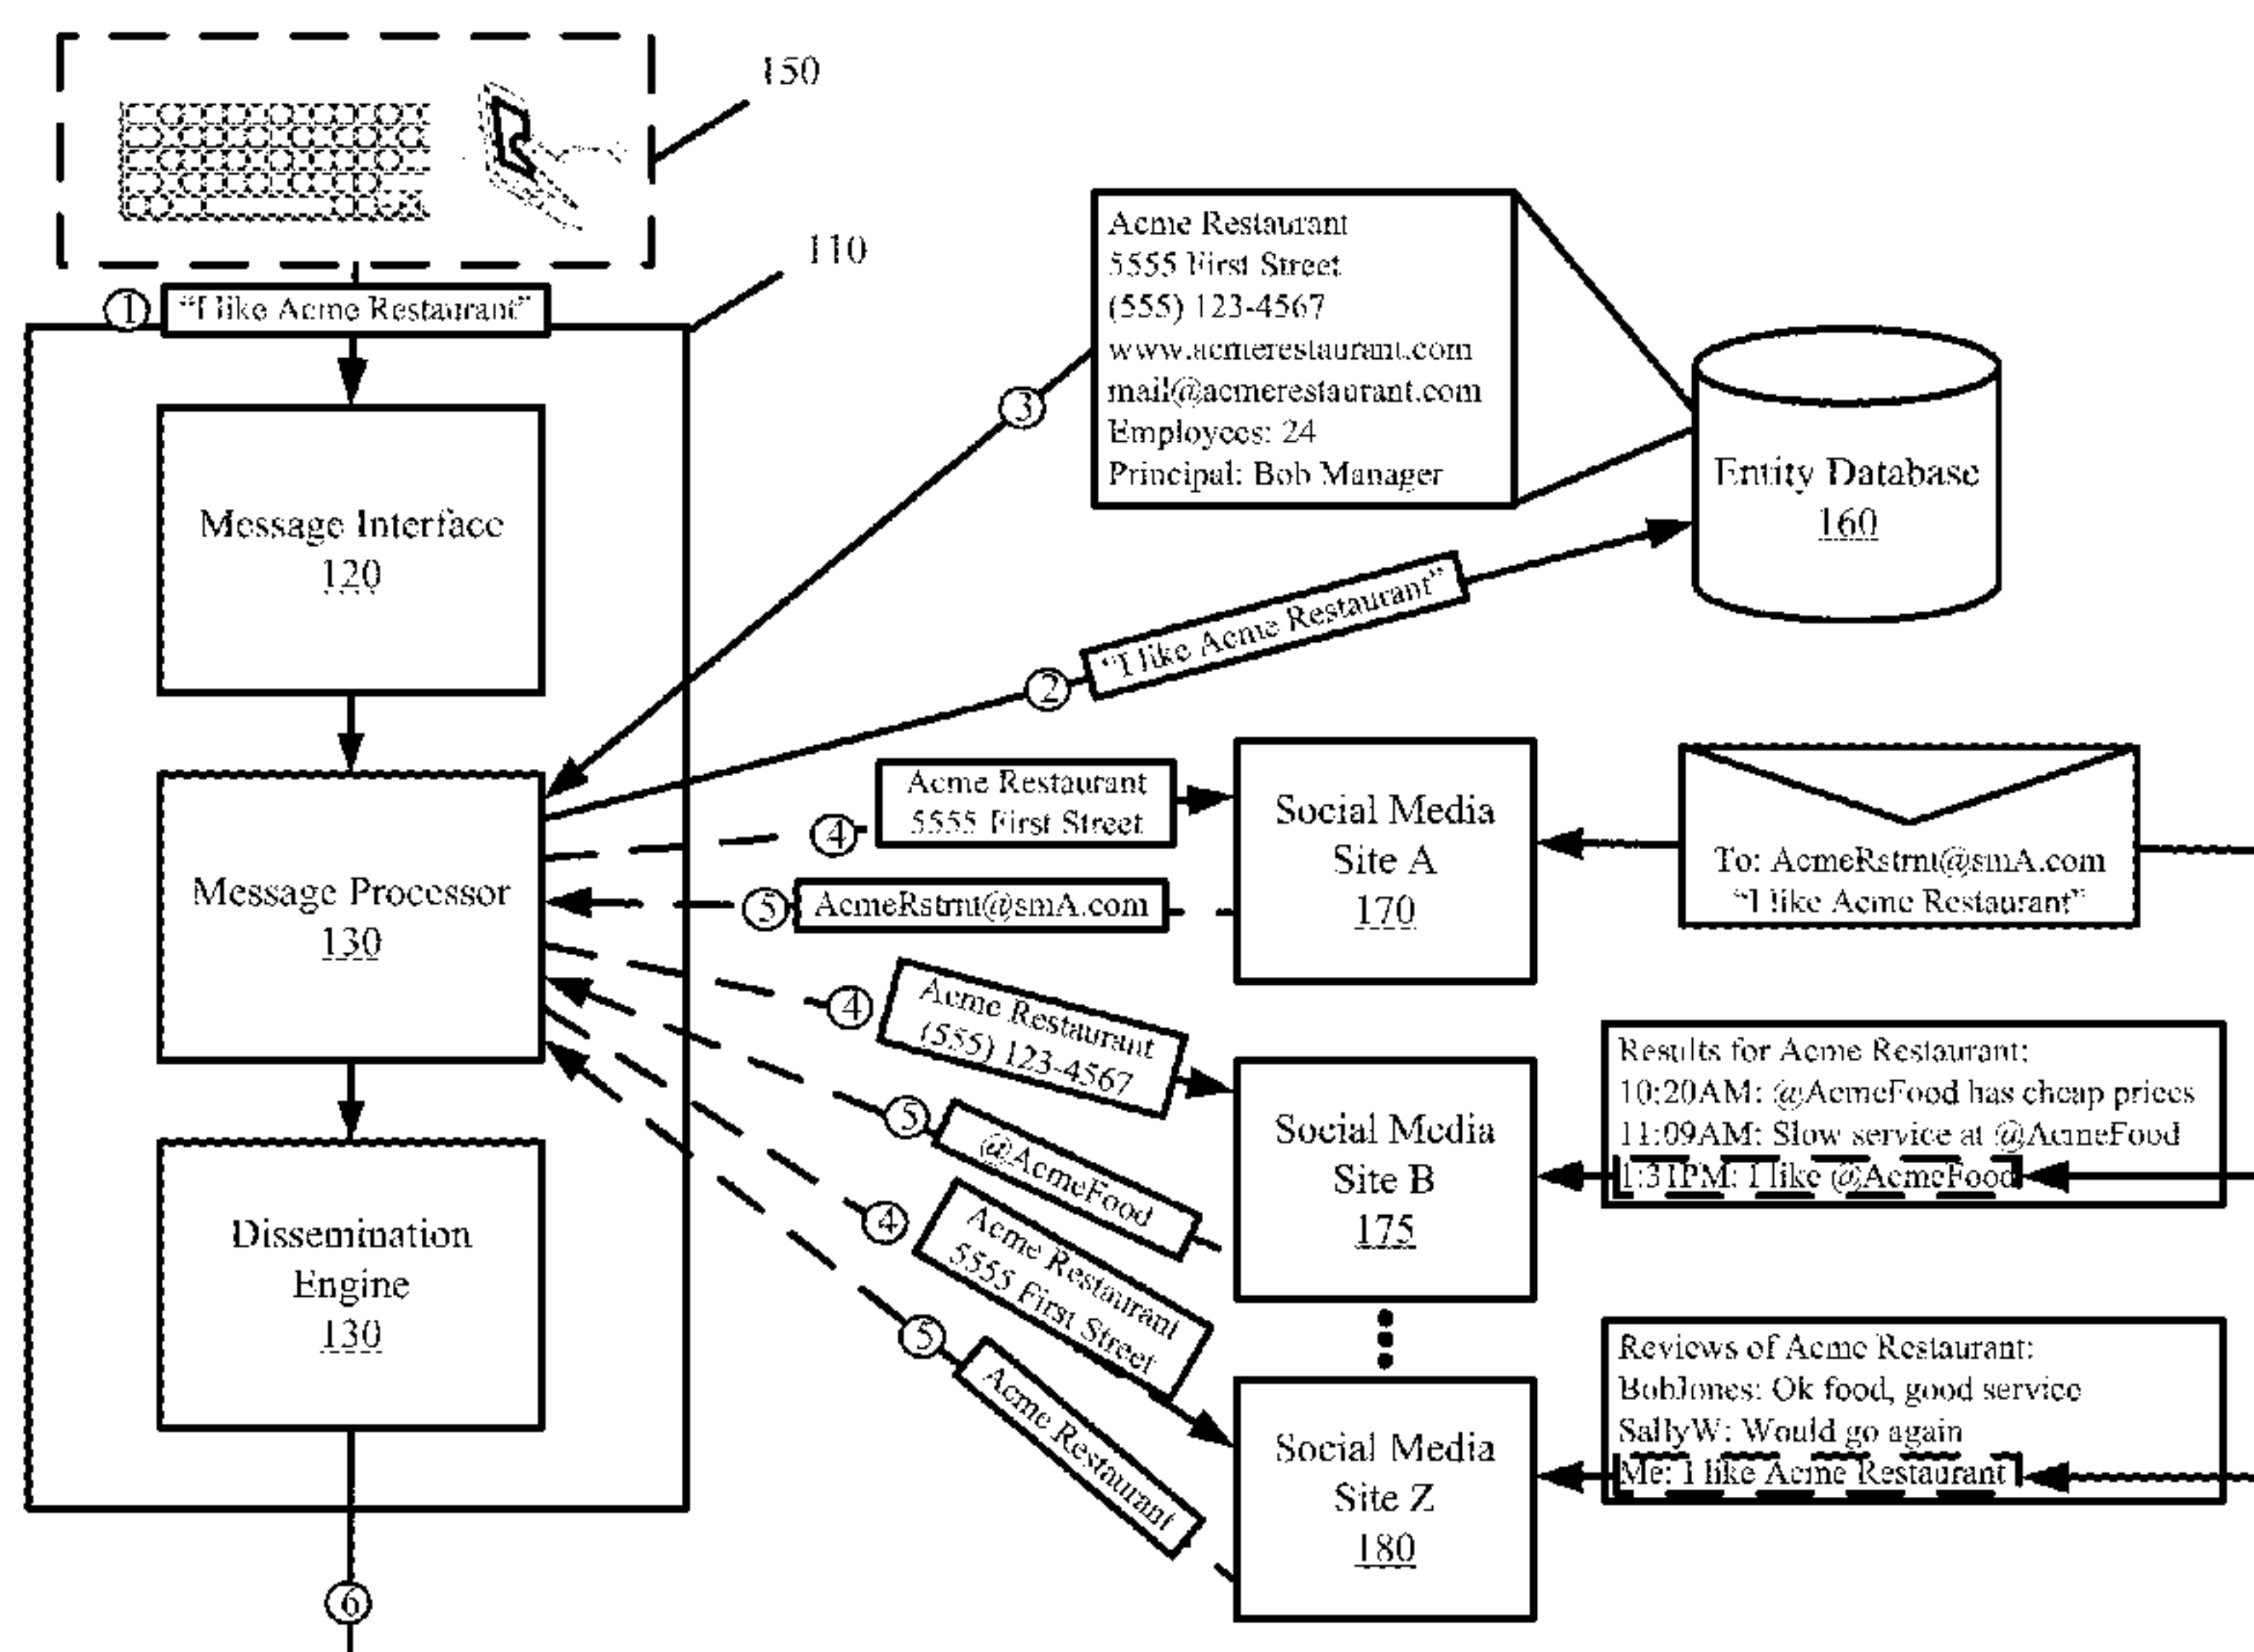 150
110
① "I like Acme Restaurant"
Message Interface
120
Message Processor
130
Dissemination
Engine
130
⑥
Acme Restaurant
5555 First Street
(555) 123-4567
www.acmerestaurant.com
mail@acmerestaurant.com
Employees: 24
Principal: Bob Manager
③
Entity Database
160
② "I like Acme Restaurant"
④ Acme Restaurant
5555 First Street
⑤ AcmeRstrnt@smA.com
Social Media
Site A
170
To: AcmeRstrnt@smA.com
"I like Acme Restaurant"
④ Acme Restaurant
(555) 123-4567
⑤ @AcmeFood
Social Media
Site B
175
Results for Acme Restaurant:
10:20AM: @AcmeFood has cheap prices
11:09AM: Slow service at @AcmeFood
1:31PM: I like @AcmeFood
④ Acme Restaurant
5555 First Street
⑤ Acme Restaurant
Social Media
Site Z
180
Reviews of Acme Restaurant:
BobJones: Ok food, good service
SallyW: Would go again
Me: I like Acme Restaurant